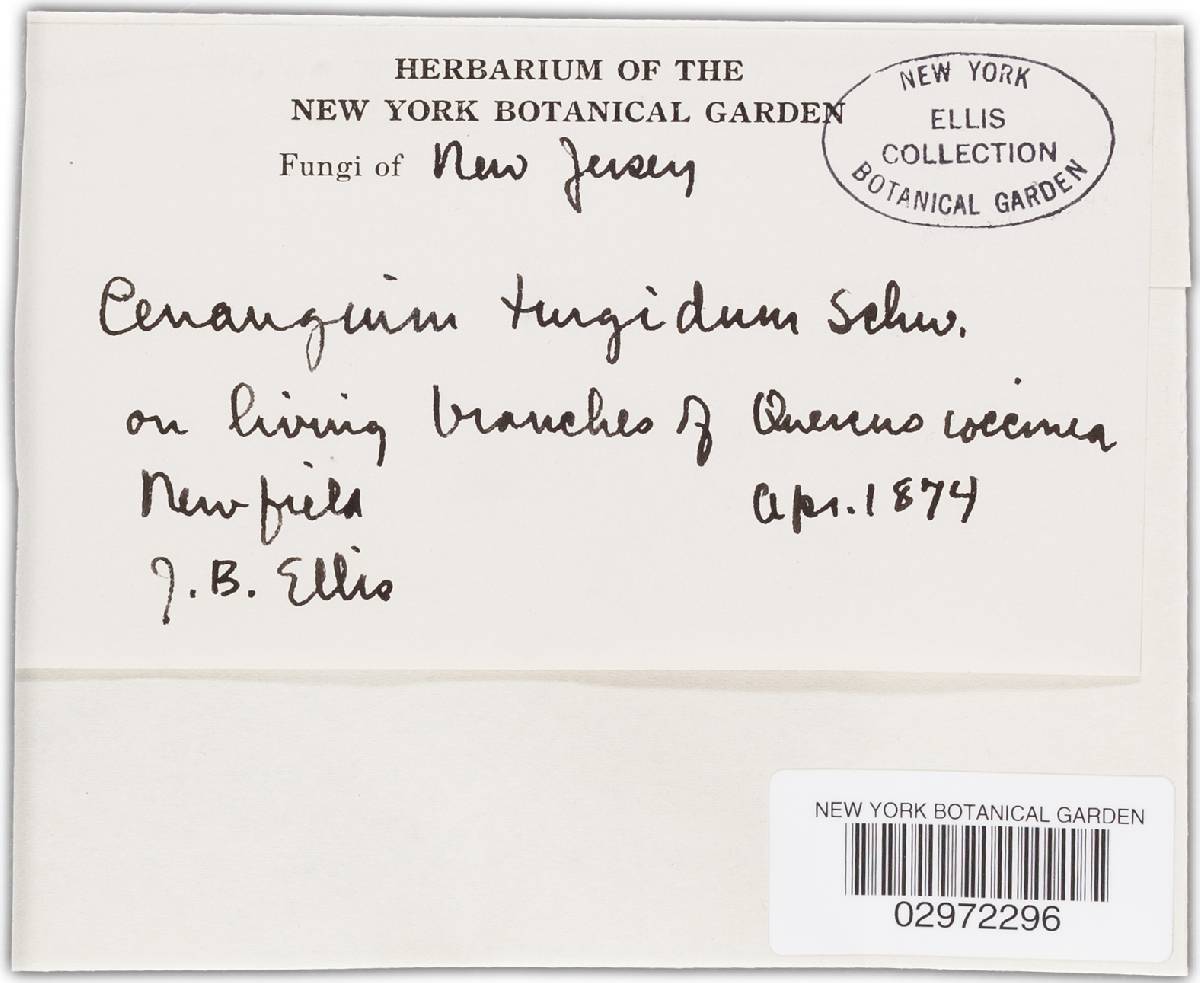 HERBARIUM OF THE
NEW YORK BOTANICAL GARDEN
Fungi of New Jersey
NEW YORK
ELLIS
COLLECTION
BOTANICAL GARDEN
Cenangium turgidum Schw.
on living branches of Quercus coccinea
Newfield Apr. 1874
J. B. Ellis
NEW YORK BOTANICAL GARDEN
02972296